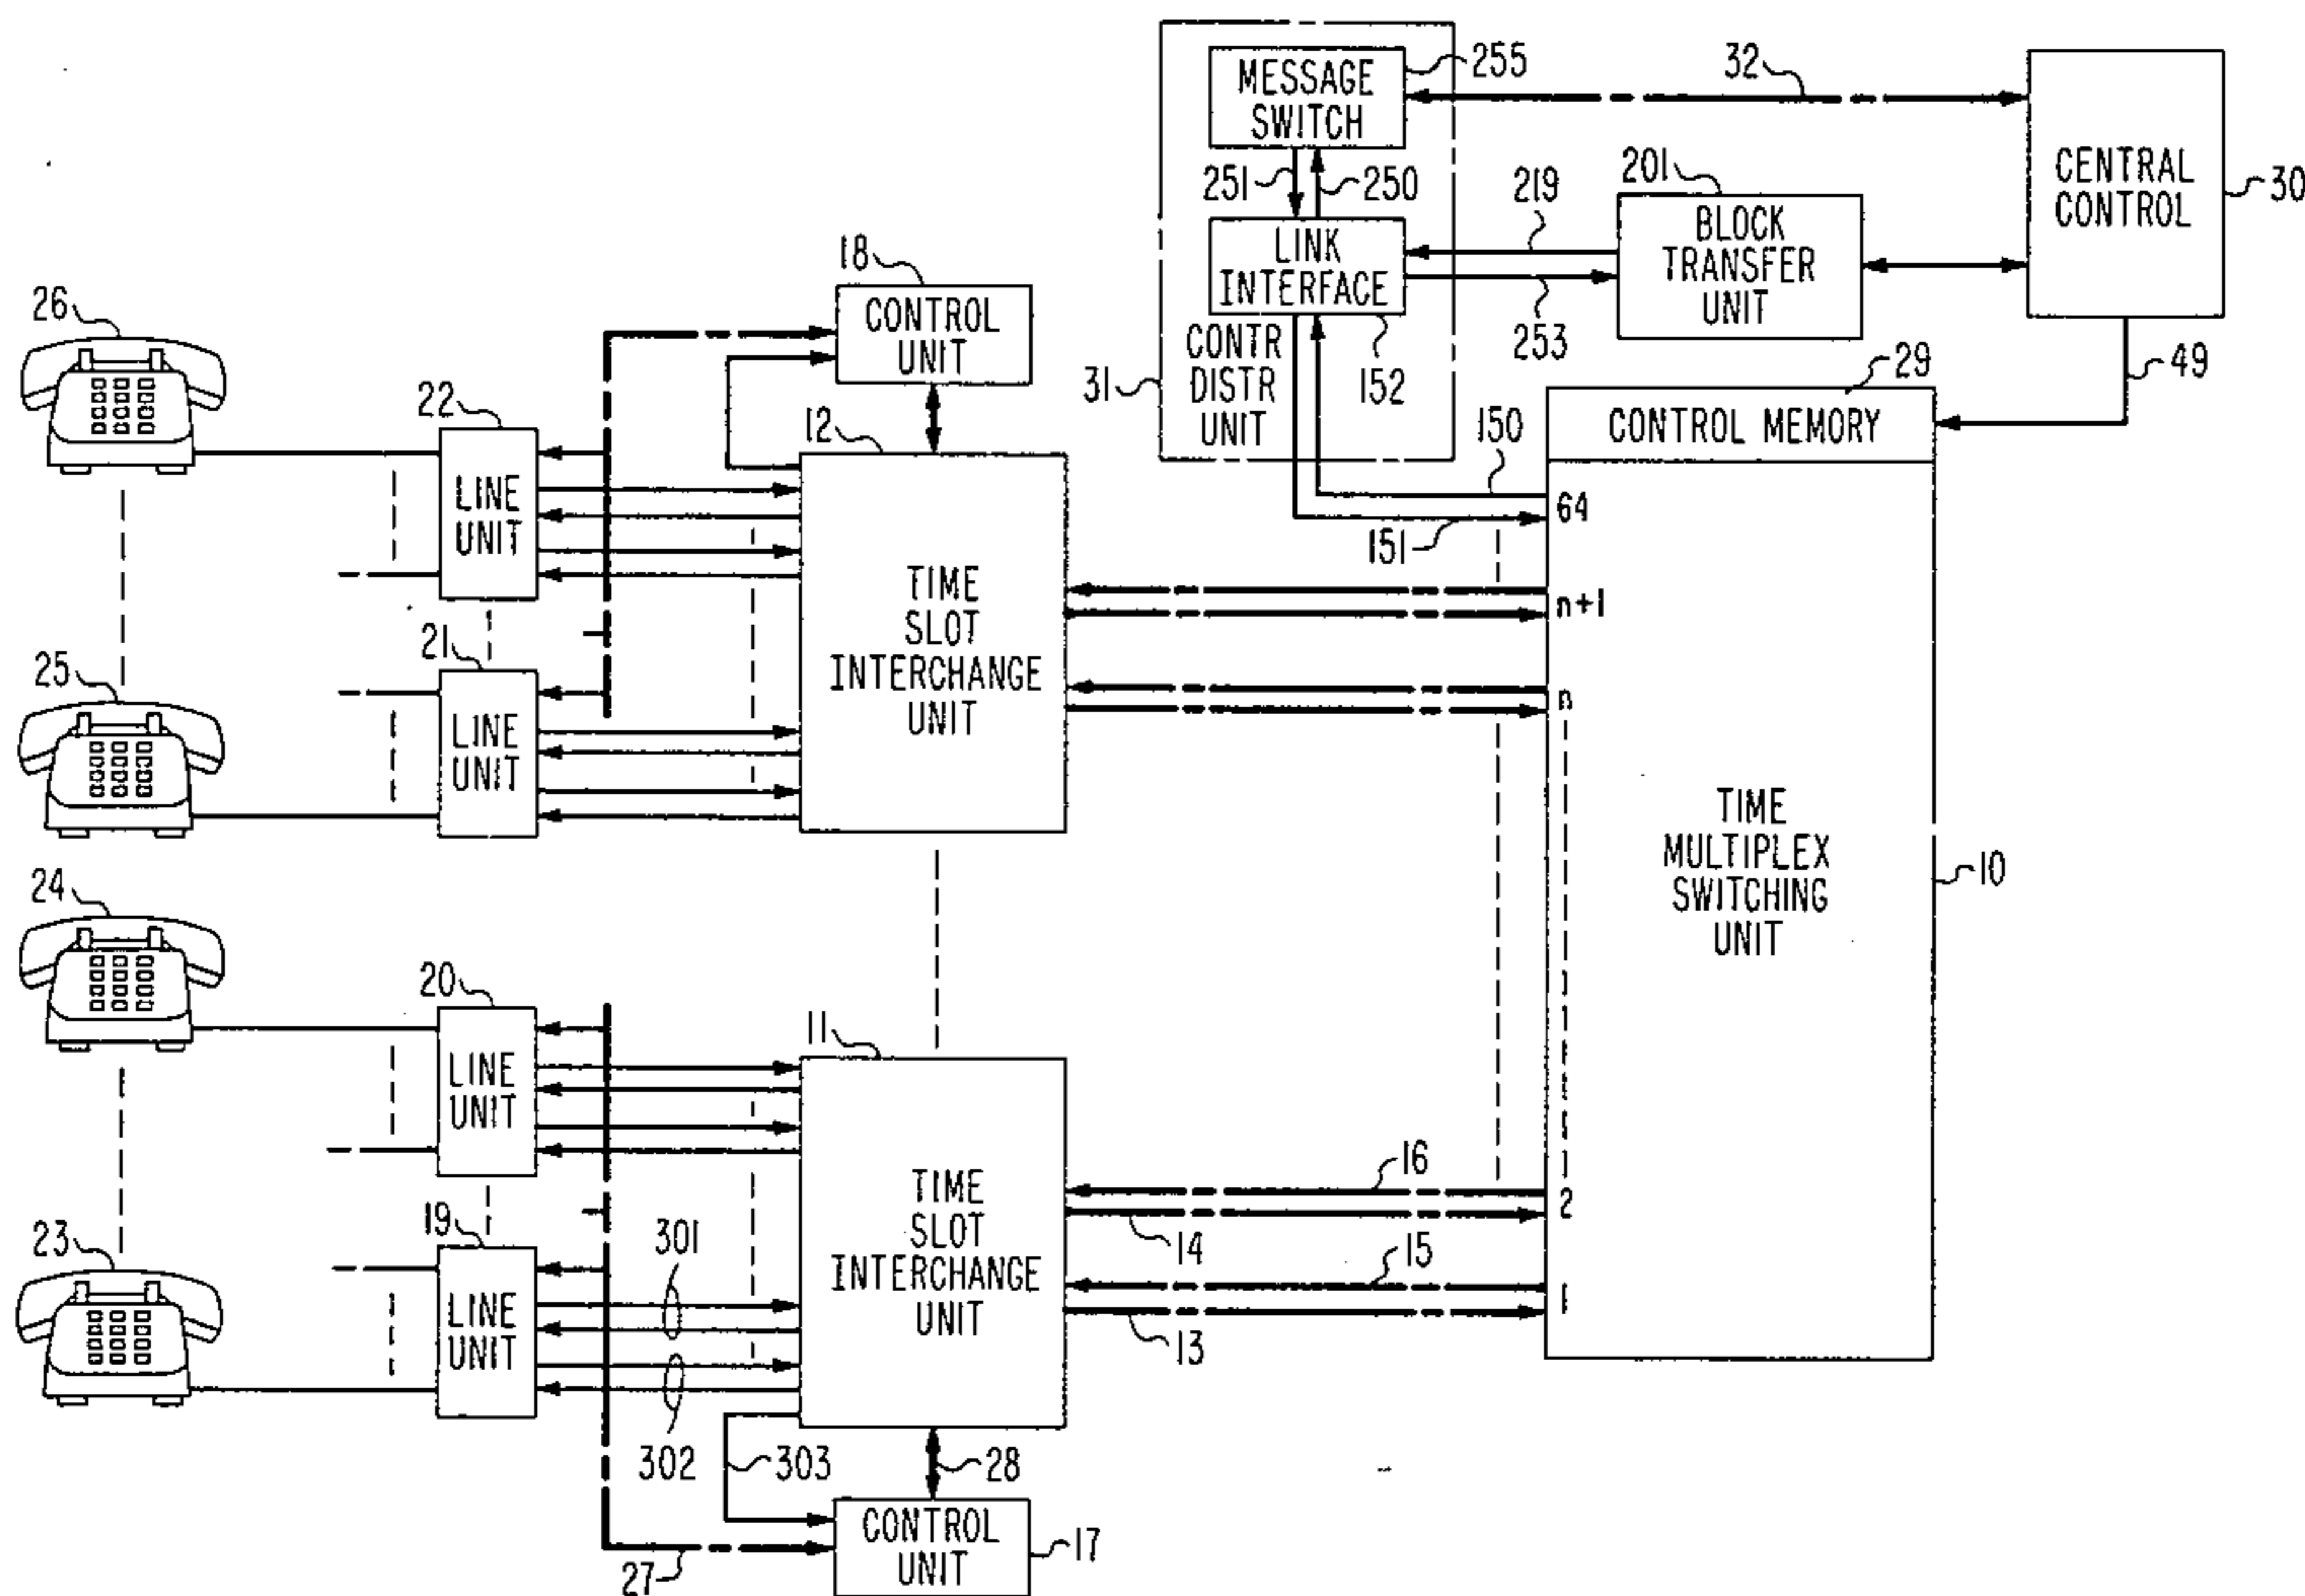 255
MESSAGE
SWITCH
32
251
250
201
219
CENTRAL
CONTROL
30
BLOCK
TRANSFER
UNIT
LINK
INTERFACE
253
18
CONTROL
UNIT
26
CONTR
DISTR
UNIT
31
152
29
49
CONTROL MEMORY
22
12
150
64
151
LINE
UNIT
TIME
SLOT
INTERCHANGE
UNIT
n+1
n
25
21
LINE
UNIT
TIME
MULTIPLEX
SWITCHING
UNIT
10
24
20
11
LINE
UNIT
TIME
SLOT
INTERCHANGE
UNIT
16
2
14
23
19
301
15
1
13
LINE
UNIT
302
303
28
CONTROL
UNIT
17
27